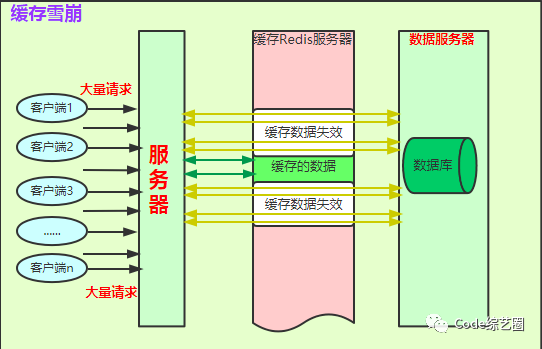 缓存雪崩
缓存Redis服务器
数据服务器
大量请求
客户端1
客户端2
客户端3
......
客户端n
大量请求
服务器
缓存数据失效
缓存的数据
缓存数据失效
数据库
Code综艺圈